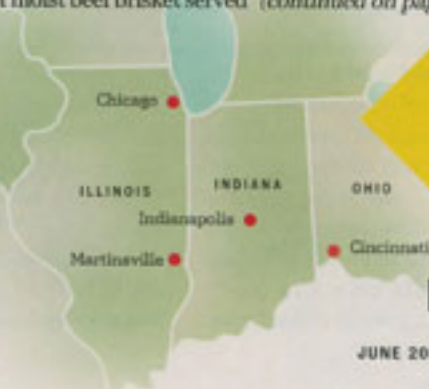 t moist beef brisket served (continued on pag
Chicago
ILLINOIS
INDIANA
OHIO
Indianapolis
Cincinnati
Martinsville
JUNE 20